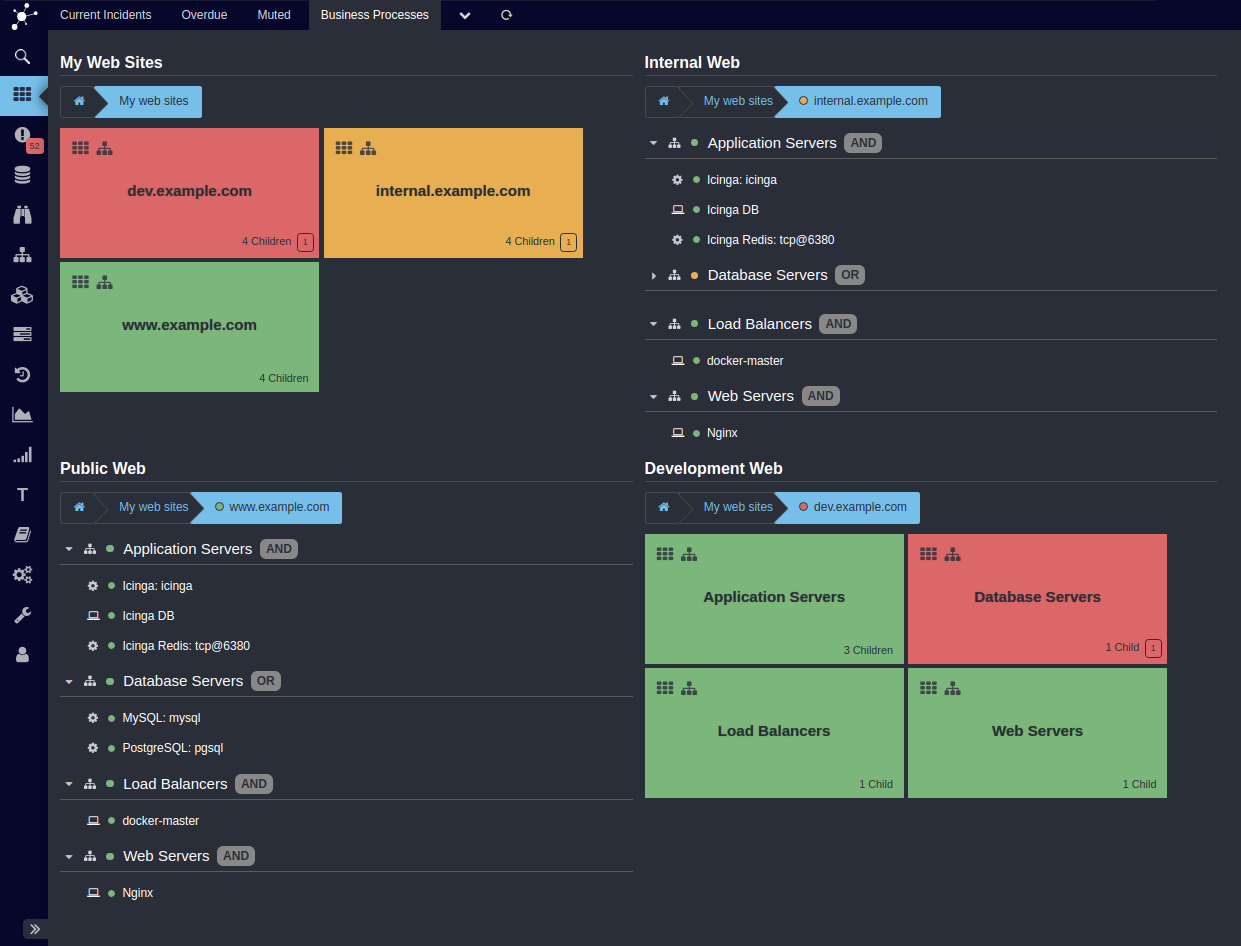 Current Incidents Overdue Muted Business Processes
52
T
My Web Sites
My web sites
dev.example.com
4 Children 1
internal.example.com
4 Children 1
www.example.com
4 Children
Internal Web
My web sites internal.example.com
Application Servers AND
Icinga: icinga
Icinga DB
Icinga Redis: tcp@6380
Database Servers OR
Load Balancers AND
docker-master
Web Servers AND
Nginx
Public Web
My web sites www.example.com
Application Servers AND
Icinga: icinga
Icinga DB
Icinga Redis: tcp@6380
Database Servers OR
MySQL: mysql
PostgreSQL: pgsql
Load Balancers AND
docker-master
Web Servers AND
Nginx
Development Web
My web sites dev.example.com
Application Servers
3 Children
Database Servers
1 Child 1
Load Balancers
1 Child
Web Servers
1 Child